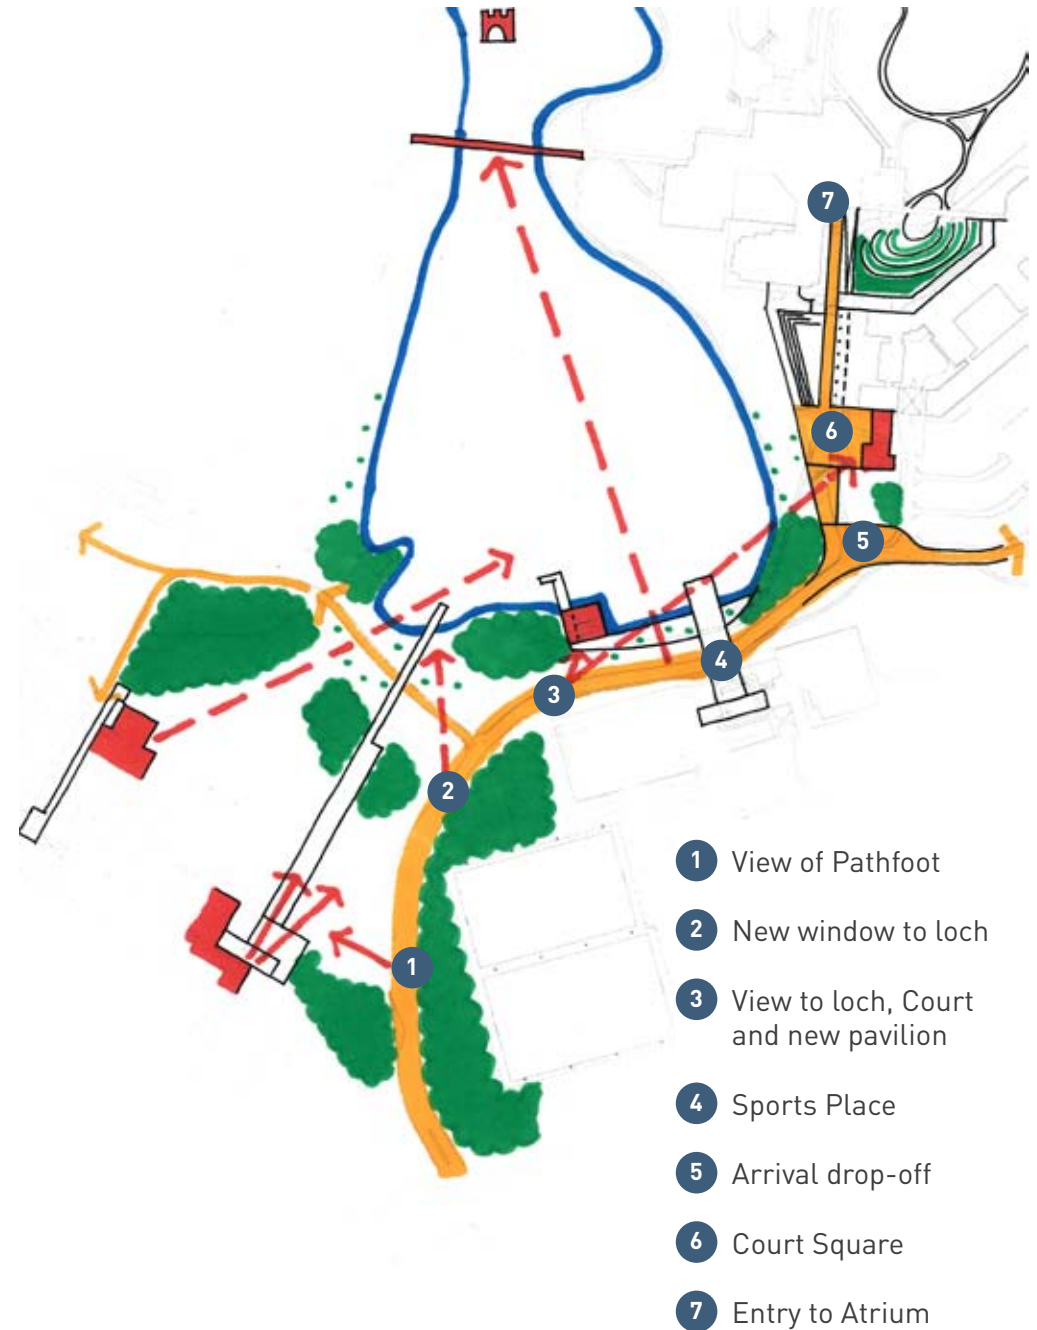 7
6
5
4
3
2
1
1 View of Pathfoot
2 New window to loch
3 View to loch, Court
and new pavilion
4 Sports Place
5 Arrival drop-off
6 Court Square
7 Entry to Atrium